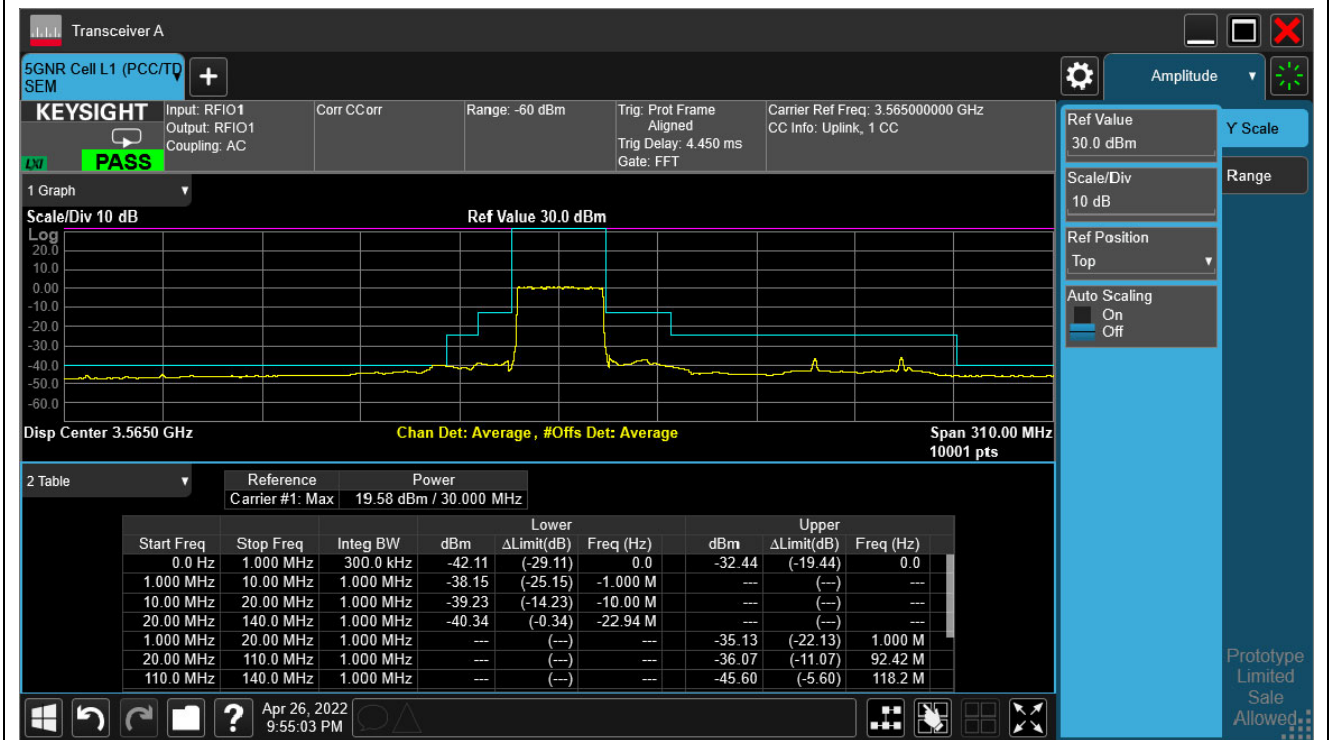 Transceiver A
5GNR Cell L1 (PCC/TD
SEM
+
Amplitude
KEYSIGHT
LXI
PASS
Input: RFIO1
Output: RFIO1
Coupling: AC
Corr CCorr
Range: -60 dBm
Trig: Prot Frame
Aligned
Trig Delay: 4.450 ms
Gate: FFT
Carrier Ref Freq: 3.565000000 GHz
CC Info: Uplink, 1 CC
Ref Value
30.0 dBm
Y Scale
Scale/Div
10 dB
Range
Ref Position
Top
Auto Scaling
On
Off
1 Graph
Scale/Div 10 dB
Ref Value 30.0 dBm
Log
20.0
10.0
0.00
-10.0
-20.0
-30.0
-40.0
-50.0
-60.0
Disp Center 3.5650 GHz
Chan Det: Average , #Offs Det: Average
Span 310.00 MHz
10001 pts
2 Table
Reference Power
Carrier #1: Max 19.58 dBm / 30.000 MHz
Lower Upper
Start Freq Stop Freq Integ BW dBm ΔLimit(dB) Freq (Hz) dBm ΔLimit(dB) Freq (Hz)
0.0 Hz 1.000 MHz 300.0 kHz -42.11 (-29.11) 0.0 -32.44 (-19.44) 0.0
1.000 MHz 10.00 MHz 1.000 MHz -38.15 (-25.15) -1.000 M --- (---) ---
10.00 MHz 20.00 MHz 1.000 MHz -39.23 (-14.23) -10.00 M --- (---) ---
20.00 MHz 140.0 MHz 1.000 MHz -40.34 (-0.34) -22.94 M --- (---) ---
1.000 MHz 20.00 MHz 1.000 MHz --- (---) --- -35.13 (-22.13) 1.000 M
20.00 MHz 110.0 MHz 1.000 MHz --- (---) --- -36.07 (-11.07) 92.42 M
110.0 MHz 140.0 MHz 1.000 MHz --- (---) --- -45.60 (-5.60) 118.2 M
Prototype
Limited
Sale
Allowed
?
Apr 26, 2022
9:55:03 PM